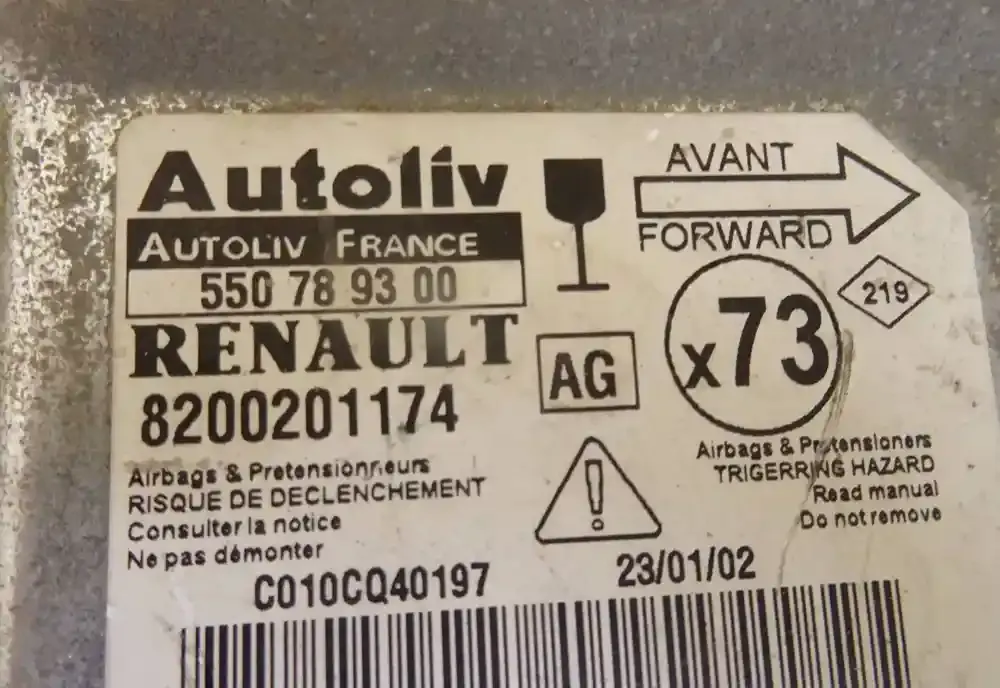 Autoliv
AUTOLIV FRANCE
550 78 93 00
RENAULT
8200201174
AVANT
FORWARD
219
x73
AG
Airbags & Pretensionneurs
RISQUE DE DECLENCHEMENT
Consulter la notice
Ne pas démonter
Airbags & Pretensioners
TRIGERRING HAZARD
Read manual
Do not remove
C010CQ40197
23/01/02